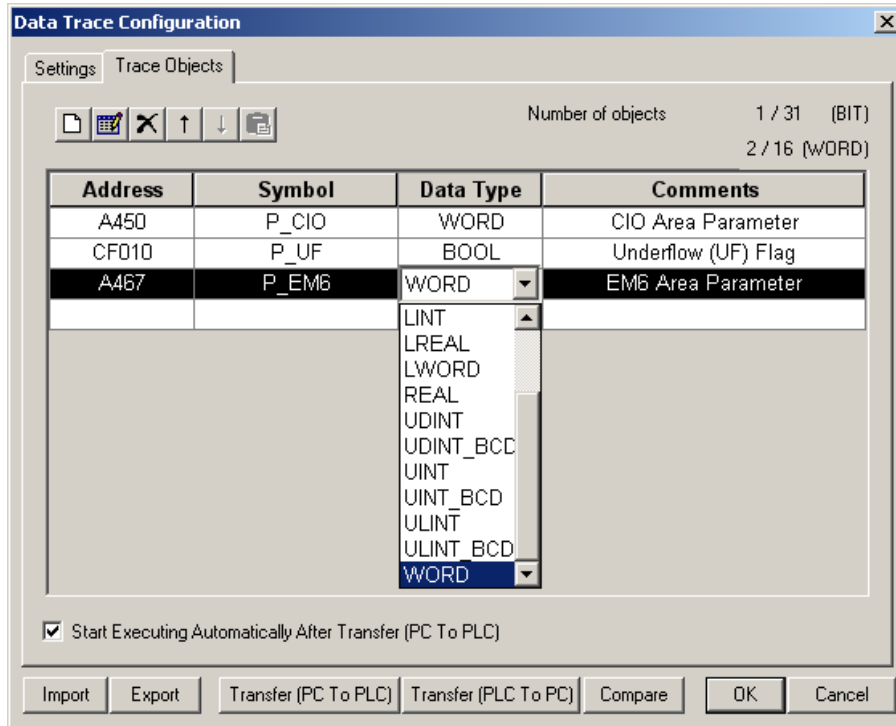 Data Trace Configuration
Settings Trace Objects
Number of objects 1 / 31 (BIT)
2 / 16 (WORD)
Address Symbol Data Type Comments
A450 P_CIO WORD CIO Area Parameter
CF010 P_UF BOOL Underflow (UF) Flag
A467 P_EM6 WORD EM6 Area Parameter
LINT
LREAL
LWORD
REAL
UDINT
UDINT_BCD
UINT
UINT_BCD
ULINT
ULINT_BCD
WORD
Start Executing Automatically After Transfer (PC To PLC)
Import Export Transfer (PC To PLC) Transfer (PLC To PC) Compare OK Cancel